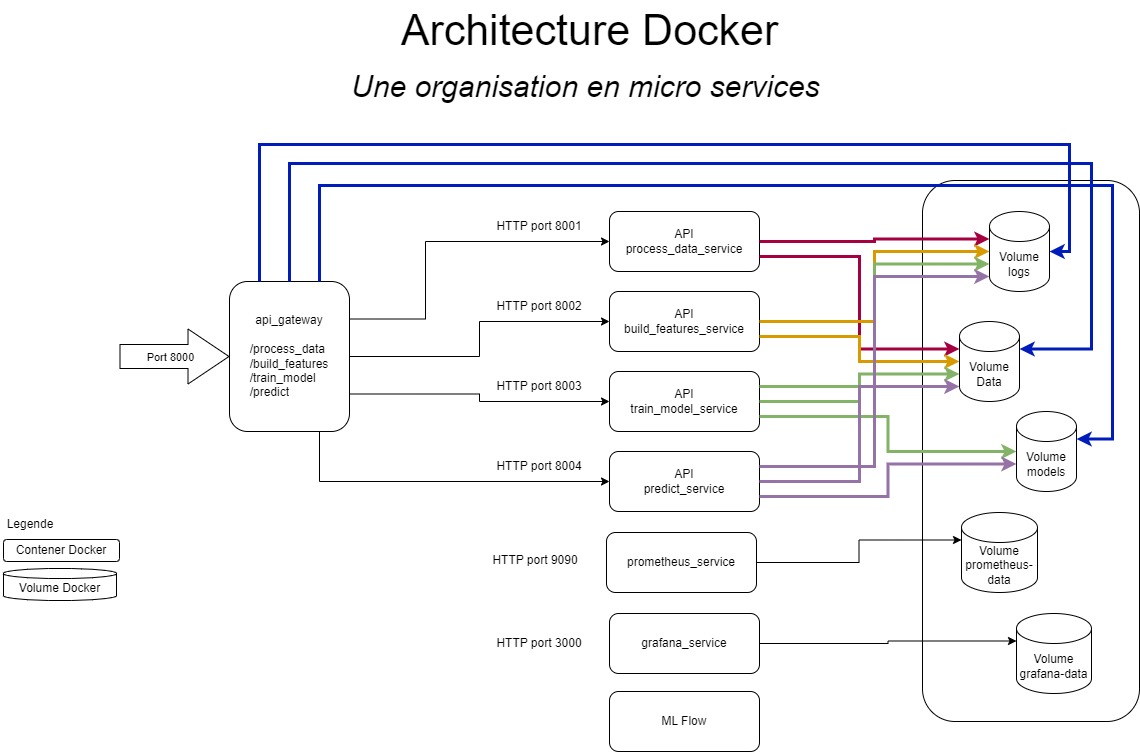 Architecture Docker
Une organisation en micro services
Port 8000
api_gateway
/process_data
/build_features
/train_model
/predict
HTTP port 8001
API
process_data_service
HTTP port 8002
API
build_features_service
HTTP port 8003
API
train_model_service
HTTP port 8004
API
predict_service
HTTP port 9090
prometheus_service
HTTP port 3000
grafana_service
ML Flow
Volume
logs
Volume
Data
Volume
models
Volume
prometheus-
data
Volume
grafana-data
Legende
Contener Docker
Volume Docker